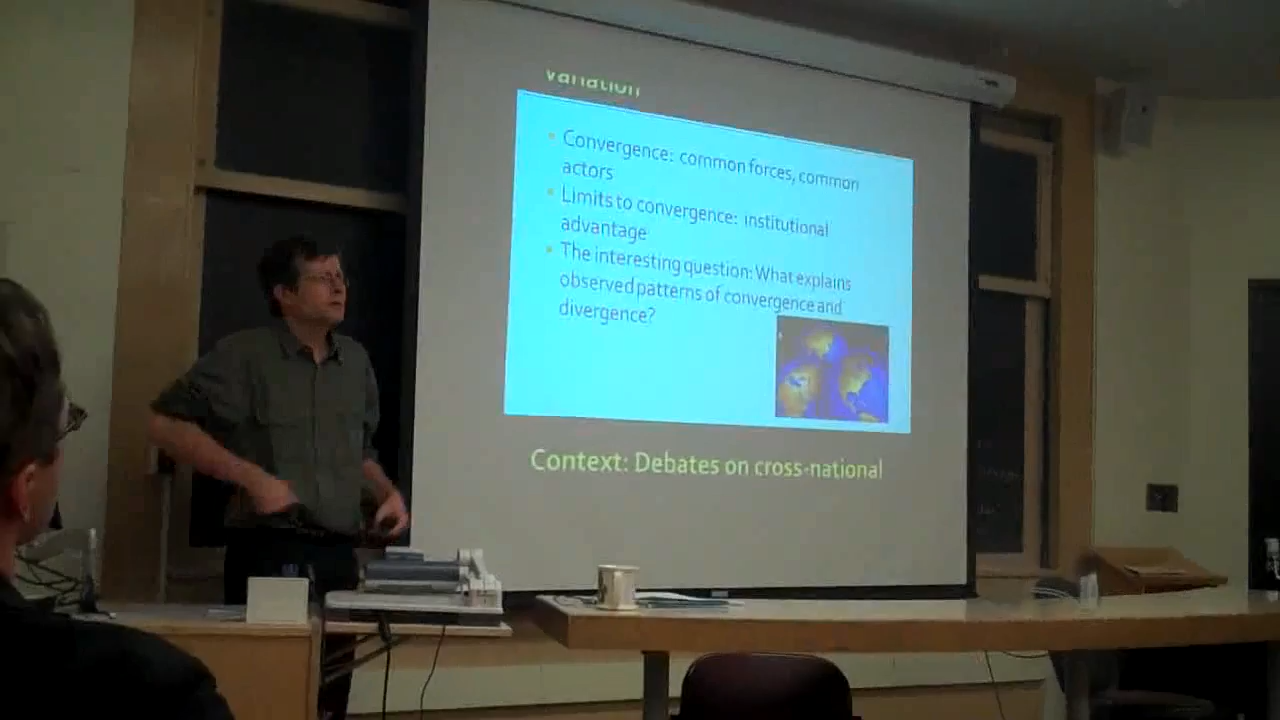 variation
Convergence: common forces, common
actors
Limits to convergence: institutional
advantage
The interesting question: What explains
observed patterns of convergence and
divergence?
Context: Debates on cross-national